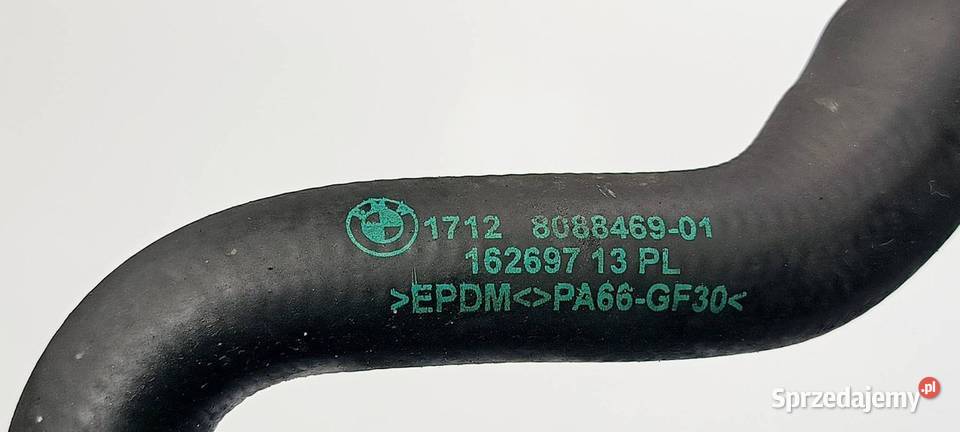 1712 8088469-01
162697 13 PL
>EPDM<>PA66-GF30<
Sprzedajemy .pl